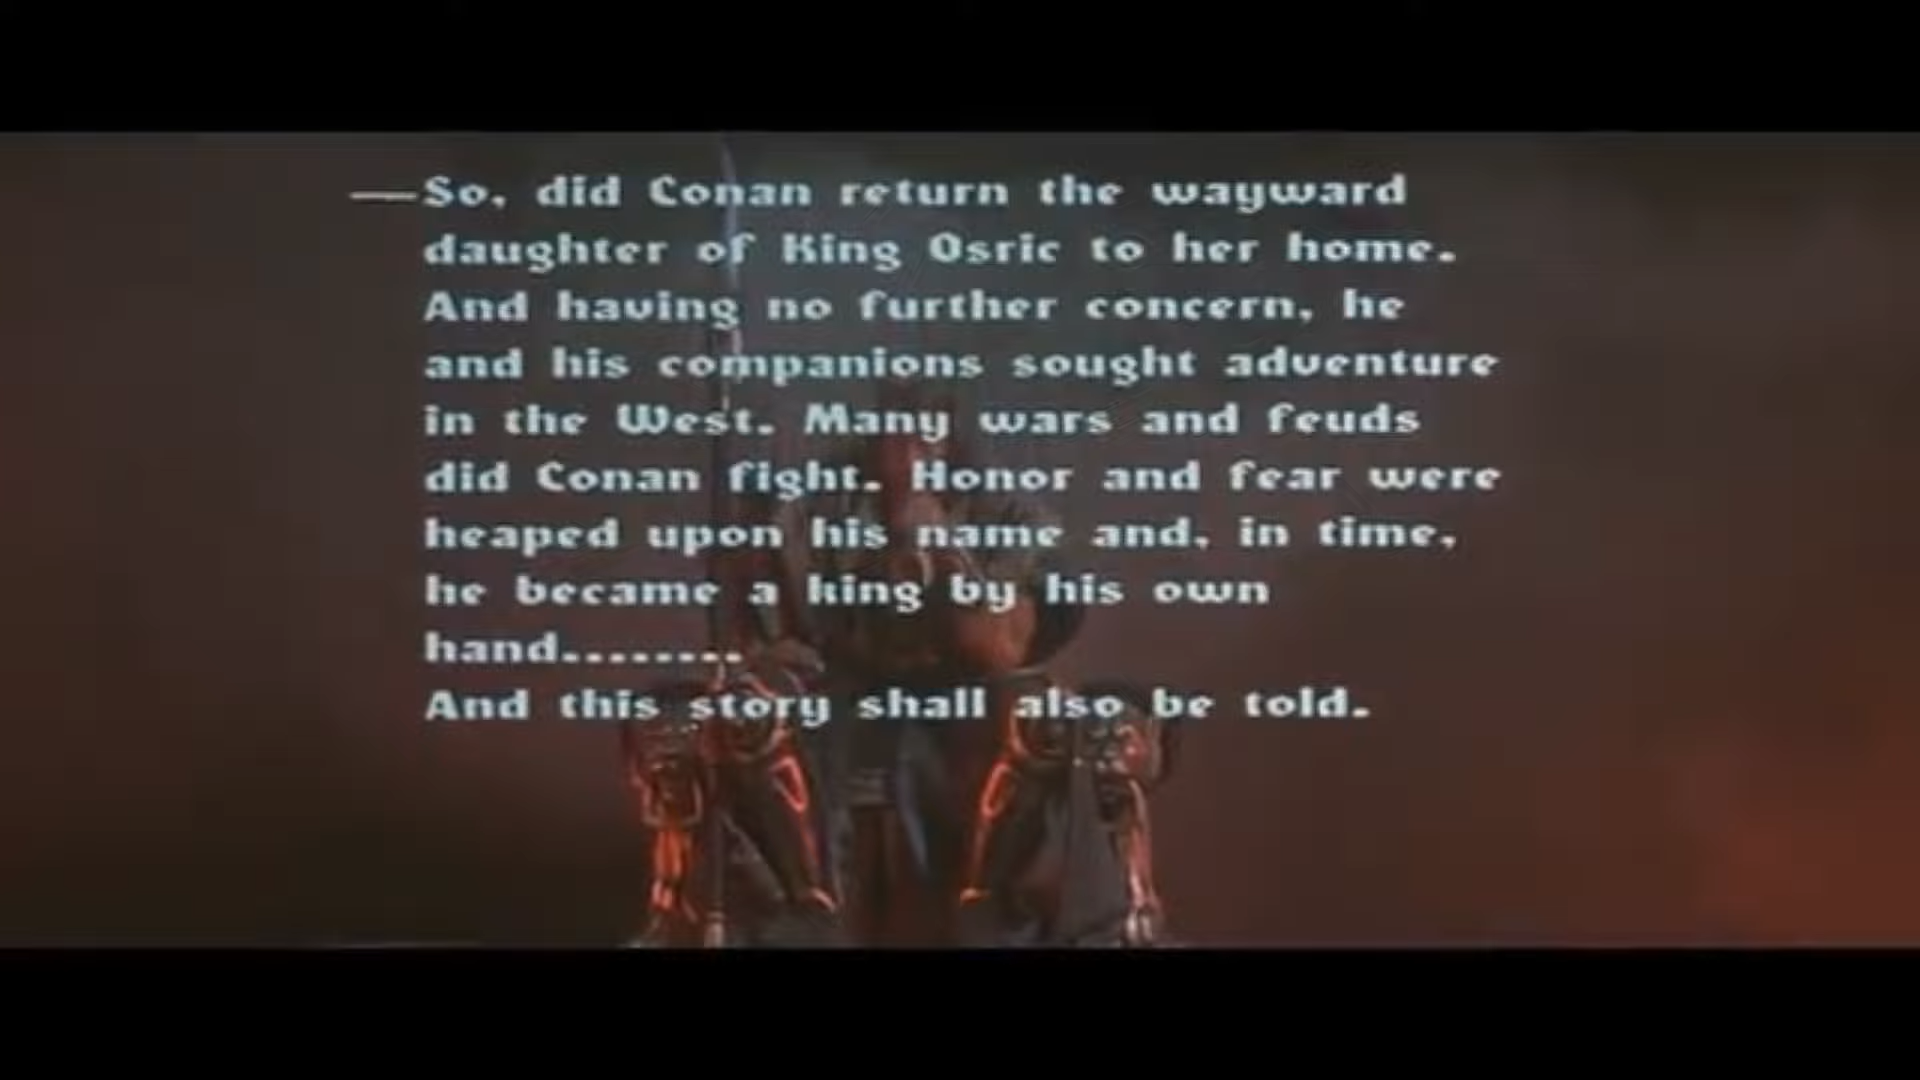 —So, did Conan return the wayward
daughter of King Osric to her home.
And having no further concern, he
and his companions sought adventure
in the West. Many wars and feuds
did Conan fight. Honor and fear were
heaped upon his name and, in time,
he became a king by his own
hand........
And this story shall also be told.